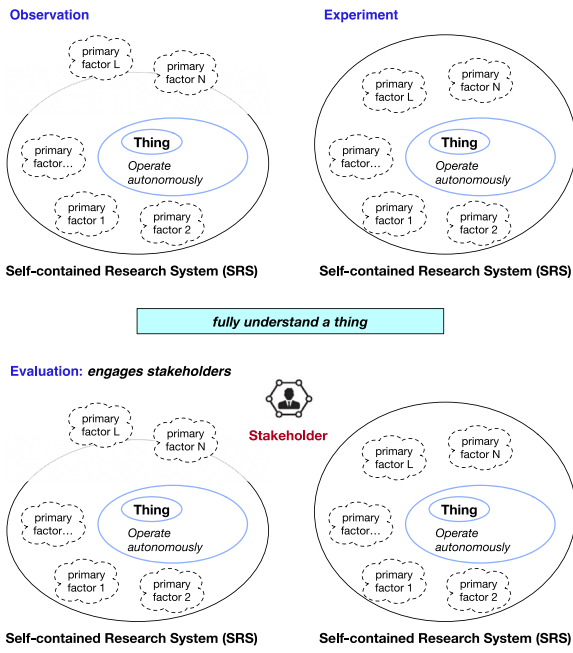 Observation
primary
factor L
primary
factor N
primary
factor...
Thing
Operate
autonomously
primary
factor 1
primary
factor 2
Self-contained Research System (SRS)
Experiment
primary
factor L
primary
factor N
primary
factor...
Thing
Operate
autonomously
primary
factor 1
primary
factor 2
Self-contained Research System (SRS)
fully understand a thing
Evaluation: engages stakeholders
Stakeholder
primary
factor L
primary
factor N
primary
factor...
Thing
Operate
autonomously
primary
factor 1
primary
factor 2
Self-contained Research System (SRS)
primary
factor L
primary
factor N
primary
factor...
Thing
Operate
autonomously
primary
factor 1
primary
factor 2
Self-contained Research System (SRS)